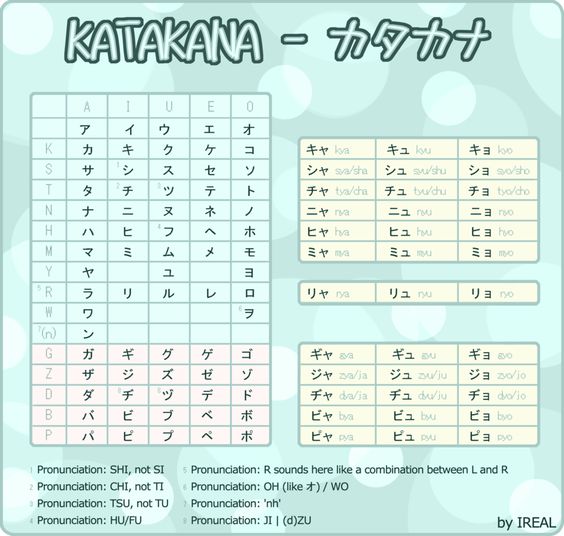 KATAKANA - カタカナ
A I U E O
ア イ ウ エ オ
K カ キ ク ケ コ
S サ 1 シ ス セ ソ
T タ 2 チ 3 ツ テ ト
N ナ ニ ヌ ネ ノ
H ハ ヒ 4 フ ヘ ホ
M マ ミ ム メ モ
Y ヤ ユ ヨ
5 R ラ リ ル レ ロ
W ワ 6 ヲ
7 (n) ン
G ガ ギ グ ゲ ゴ
Z ザ ジ ズ ゼ ゾ
D ダ 8 ヂ 8 ヅ デ ド
B バ ビ ブ ベ ボ
P パ ピ プ ペ ポ
キャ kya キュ kyu キョ kyo
シャ sya/sha シュ syu/shu ショ syo/sho
チャ tya/cha チュ tyu/chu チョ tyo/cho
ニャ nya ニュ nyu ニョ nyo
ヒャ hya ヒュ hyu ヒョ hyo
ミャ mya ミュ myu ミョ myo
リャ rya リュ ryu リョ ryo
ギャ gya ギュ gyu ギョ gyo
ジャ zya/ja ジュ zyu/ju ジョ zyo/jo
ヂャ dya/ja ヂュ dyu/ju ヂョ dyo/jo
ビャ bya ビュ byu ビョ byo
ピャ pya ピュ pyu ピョ pyo
1 Pronunciation: SHI, not SI
2 Pronunciation: CHI, not TI
3 Pronunciation: TSU, not TU
4 Pronunciation: HU/FU
5 Pronunciation: R sounds here like a combination between L and R
6 Pronunciation: OH (like オ) / WO
7 Pronunciation: 'nh'
8 Pronunciation: JI | (d)ZU
by IREAL